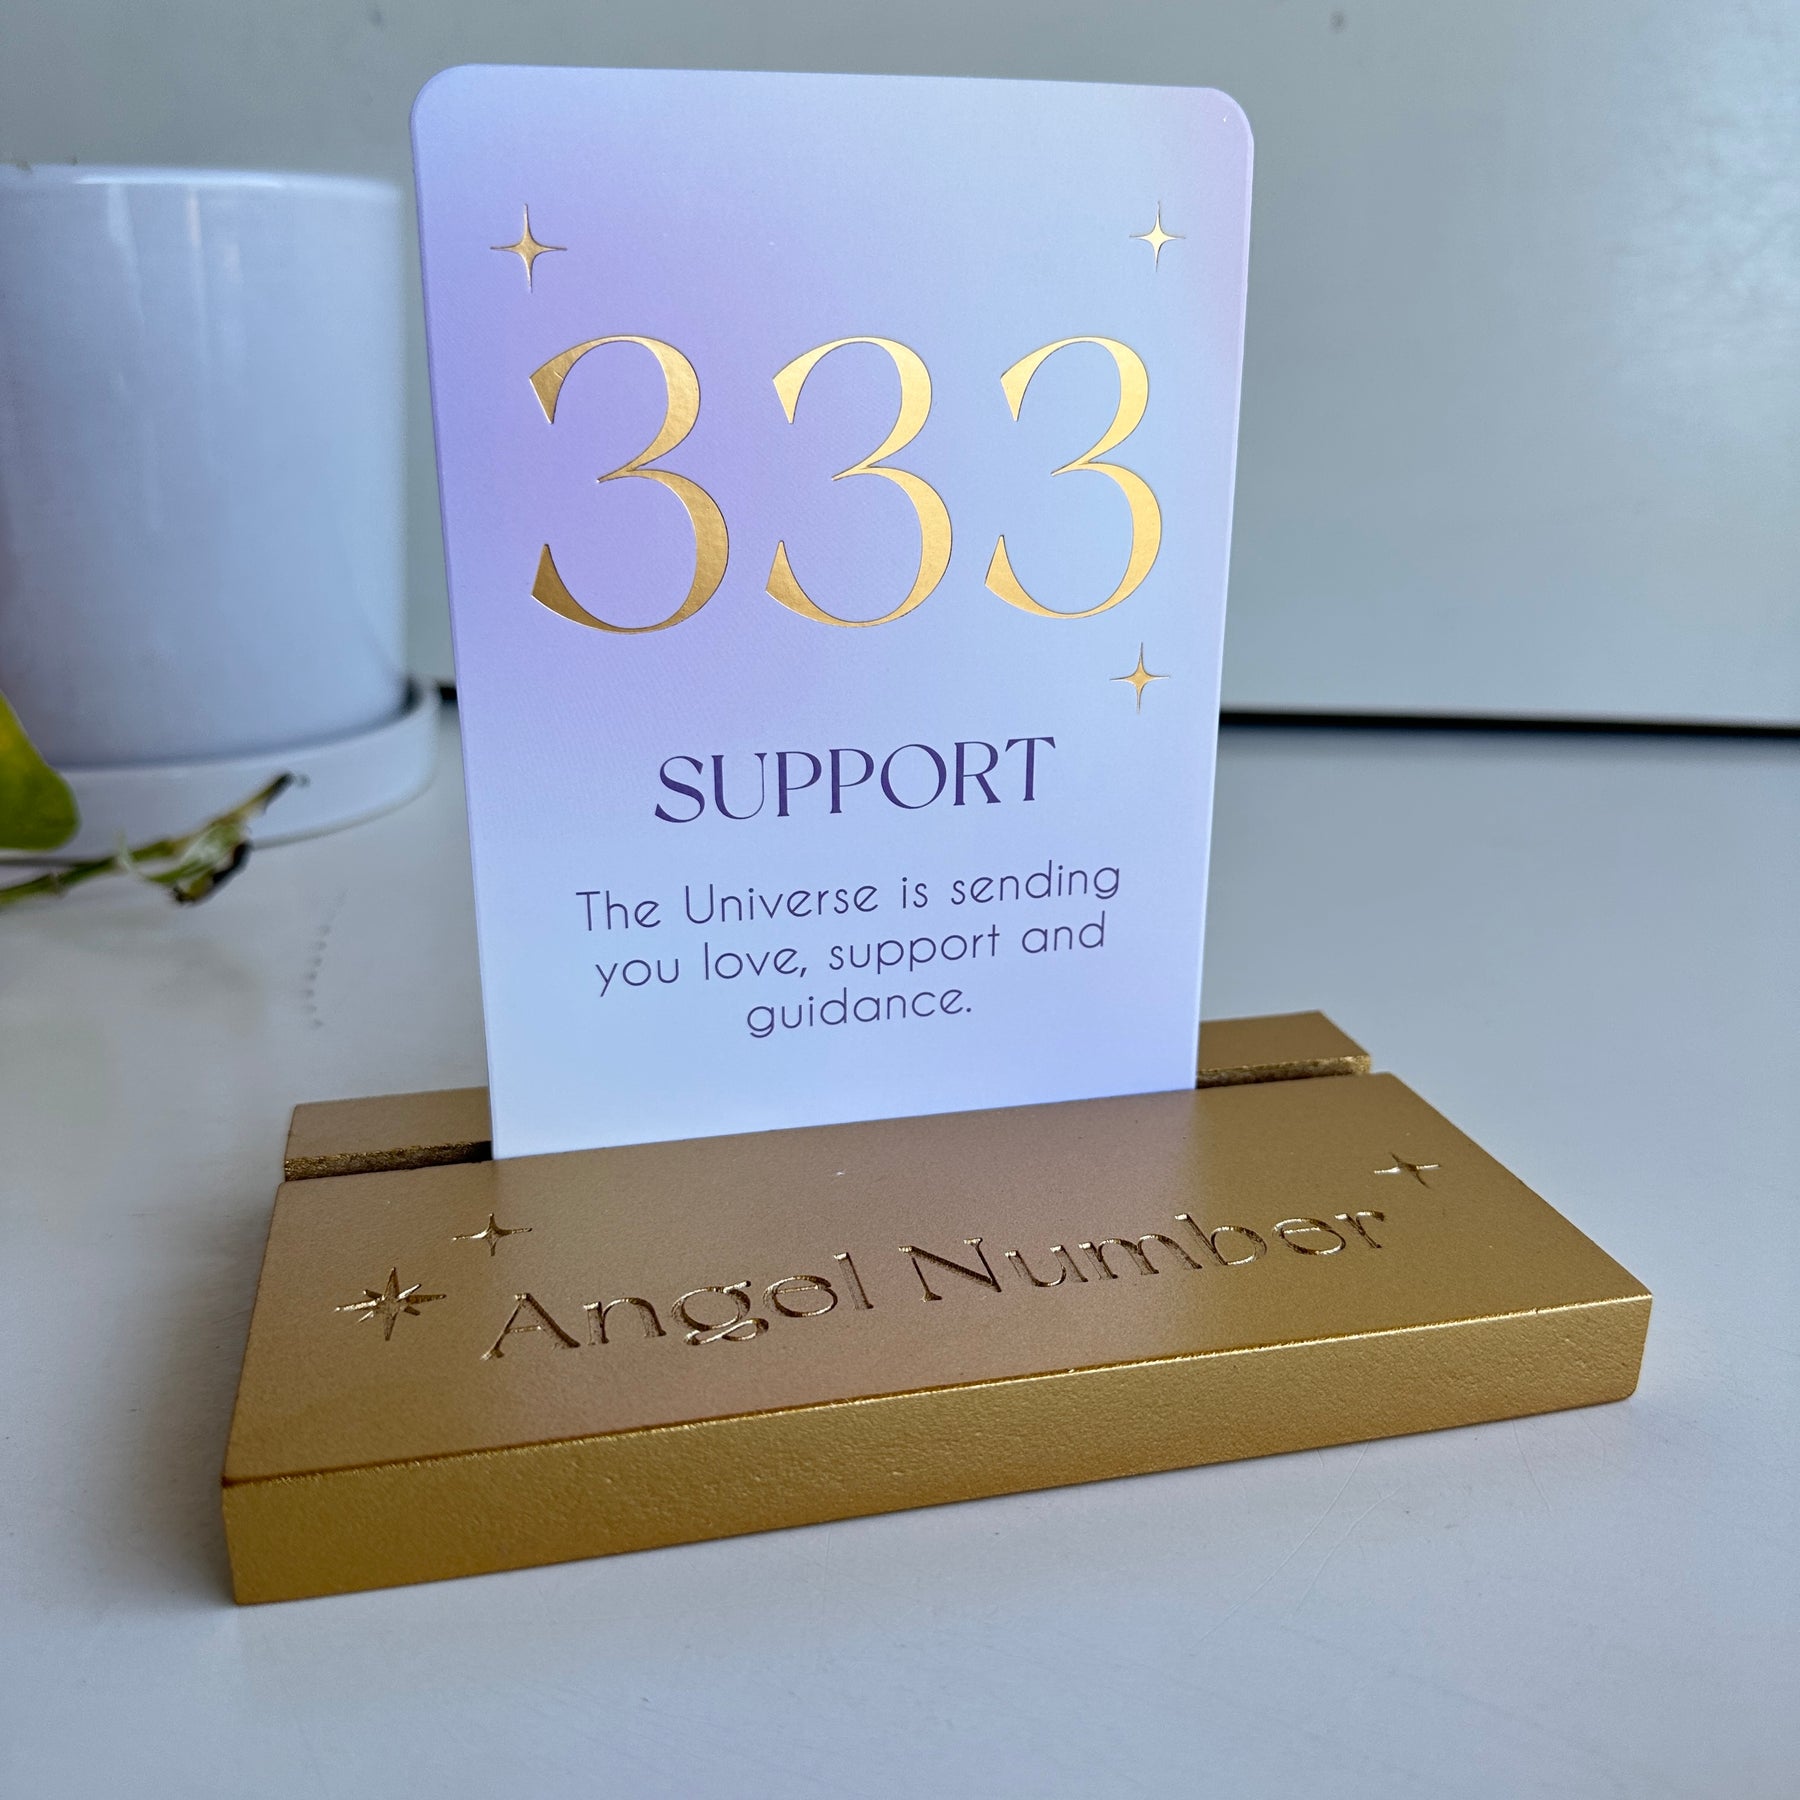 333
SUPPORT
The Universe is sending
you love, support and
guidance.
Angel Number